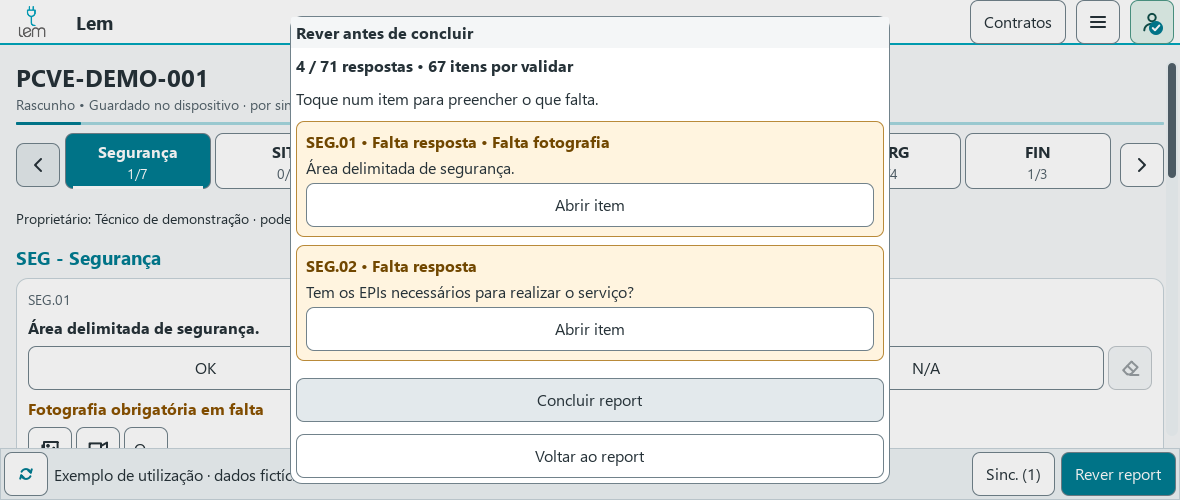 lem
Lem
Contratos
PCVE-DEMO-001
Rascunho • Guardado no dispositivo · por sin
Segurança
1/7
SIT
0/
RG
4
FIN
1/3
Proprietário: Técnico de demonstração · pode
SEG - Segurança
SEG.01
Área delimitada de segurança.
OK
N/A
Fotografia obrigatória em falta
Rever antes de concluir
4 / 71 respostas • 67 itens por validar
Toque num item para preencher o que falta.
SEG.01 • Falta resposta • Falta fotografia
Área delimitada de segurança.
Abrir item
SEG.02 • Falta resposta
Tem os EPIs necessários para realizar o serviço?
Abrir item
Concluir report
Voltar ao report
Exemplo de utilização · dados fictíc
Sinc. (1)
Rever report